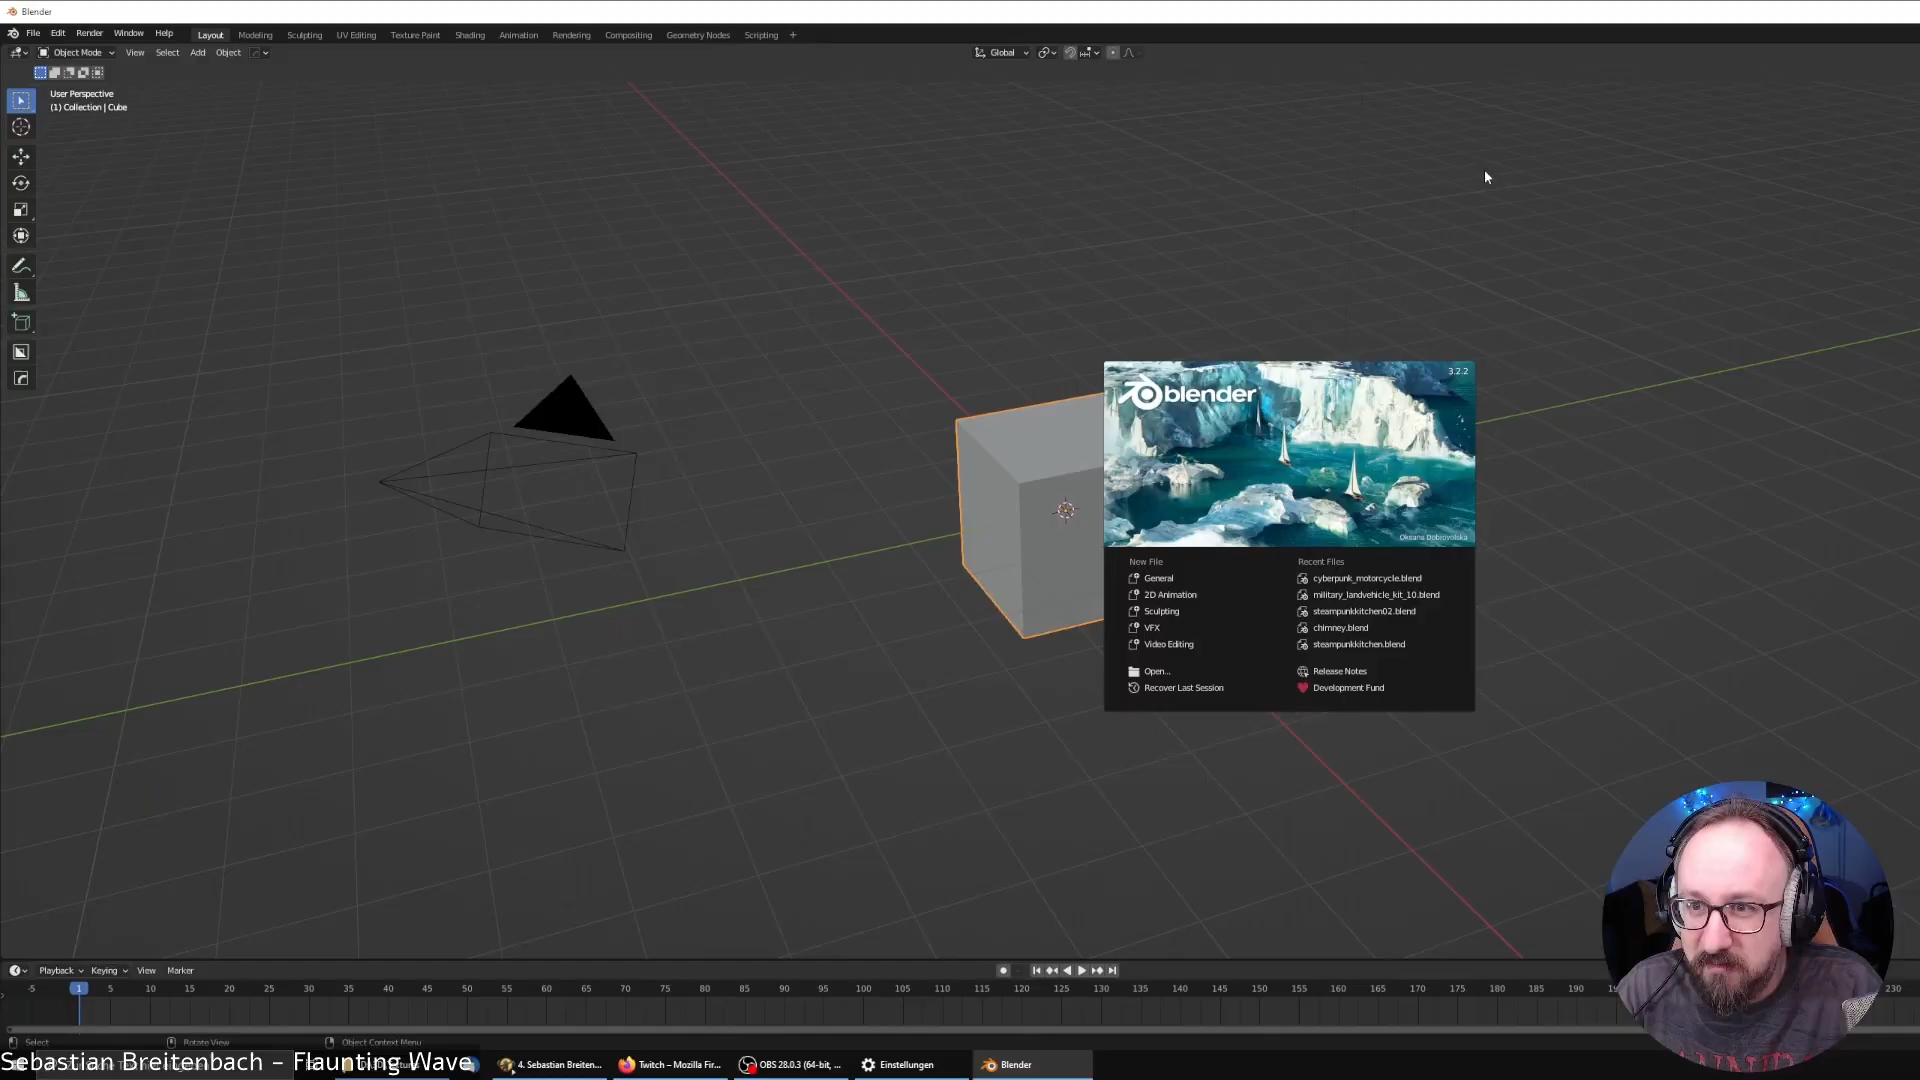 Blender
File Edit Render Window Help Layout Modeling Sculpting UV Editing Texture Paint Shading Animation Rendering Compositing Geometry Nodes Scripting +
Object Mode View Select Add Object Global
User Perspective
(1) Collection | Cube
blender 3.2.2
Oksana Dobrovolska
New File Recent Files
General cyberpunk_motorcycle.blend
2D Animation military_landvehicle_kit_10.blend
Sculpting steampunkkitchen02.blend
VFX chimney.blend
Video Editing steampunkkitchen.blend
Open... Release Notes
Recover Last Session Development Fund
Playback Keying View Marker
-5 1 5 10 15 20 25 30 35 40 45 50 55 60 65 70 75 80 85 90 95 100 105 110 115 120 125 130 135 140 145 150 155 160 165 170 175 180 185 190 230
Select Rotate View Object Context Menu
Sebastian Breitenbach – Flaunting Wave
4. Sebastian Breiten... Twitch – Mozilla Fir... OBS 28.0.3 (64-bit, ... Einstellungen Blender